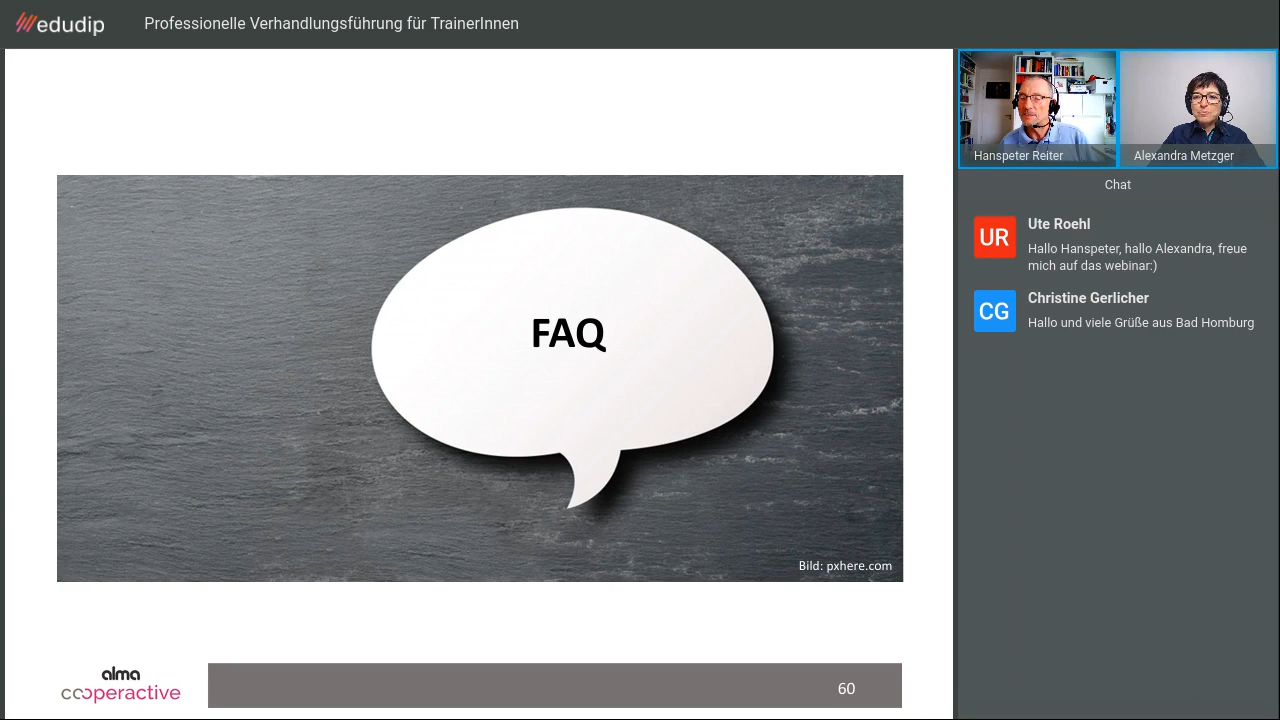 edudip
Professionelle Verhandlungsführung für TrainerInnen
FAQ
Bild: pxhere.com
alma
cooperactive
60
Hanspeter Reiter
Alexandra Metzger
Chat
UR
Ute Roehl
Hallo Hanspeter, hallo Alexandra, freue
mich auf das webinar:)
CG
Christine Gerlicher
Hallo und viele Grüße aus Bad Homburg